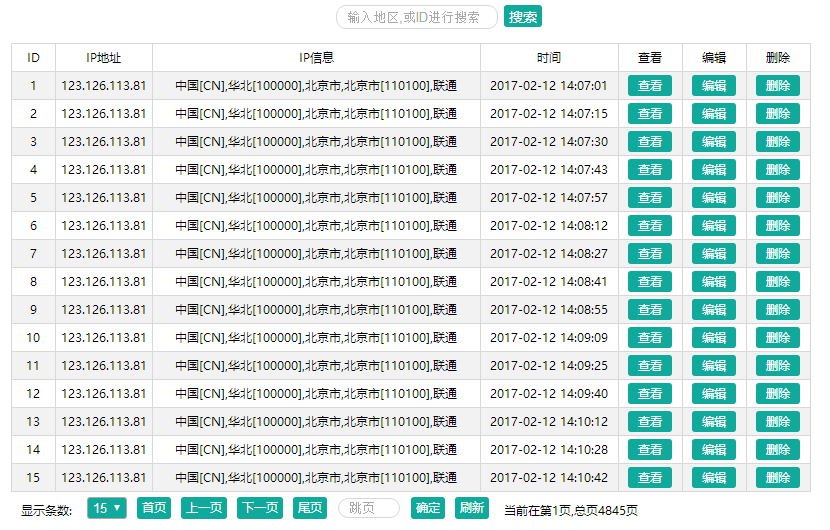 输入地区,或ID进行搜索 搜索
ID IP地址 IP信息 时间 查看 编辑 删除
1 123.126.113.81 中国[CN],华北[100000],北京市,北京市[110100],联通 2017-02-12 14:07:01 查看 编辑 删除
2 123.126.113.81 中国[CN],华北[100000],北京市,北京市[110100],联通 2017-02-12 14:07:15 查看 编辑 删除
3 123.126.113.81 中国[CN],华北[100000],北京市,北京市[110100],联通 2017-02-12 14:07:30 查看 编辑 删除
4 123.126.113.81 中国[CN],华北[100000],北京市,北京市[110100],联通 2017-02-12 14:07:43 查看 编辑 删除
5 123.126.113.81 中国[CN],华北[100000],北京市,北京市[110100],联通 2017-02-12 14:07:57 查看 编辑 删除
6 123.126.113.81 中国[CN],华北[100000],北京市,北京市[110100],联通 2017-02-12 14:08:12 查看 编辑 删除
7 123.126.113.81 中国[CN],华北[100000],北京市,北京市[110100],联通 2017-02-12 14:08:27 查看 编辑 删除
8 123.126.113.81 中国[CN],华北[100000],北京市,北京市[110100],联通 2017-02-12 14:08:41 查看 编辑 删除
9 123.126.113.81 中国[CN],华北[100000],北京市,北京市[110100],联通 2017-02-12 14:08:55 查看 编辑 删除
10 123.126.113.81 中国[CN],华北[100000],北京市,北京市[110100],联通 2017-02-12 14:09:09 查看 编辑 删除
11 123.126.113.81 中国[CN],华北[100000],北京市,北京市[110100],联通 2017-02-12 14:09:25 查看 编辑 删除
12 123.126.113.81 中国[CN],华北[100000],北京市,北京市[110100],联通 2017-02-12 14:09:40 查看 编辑 删除
13 123.126.113.81 中国[CN],华北[100000],北京市,北京市[110100],联通 2017-02-12 14:10:12 查看 编辑 删除
14 123.126.113.81 中国[CN],华北[100000],北京市,北京市[110100],联通 2017-02-12 14:10:28 查看 编辑 删除
15 123.126.113.81 中国[CN],华北[100000],北京市,北京市[110100],联通 2017-02-12 14:10:42 查看 编辑 删除
显示条数: 15 首页 上一页 下一页 尾页 跳页 确定 刷新 当前在第1页,总页4845页